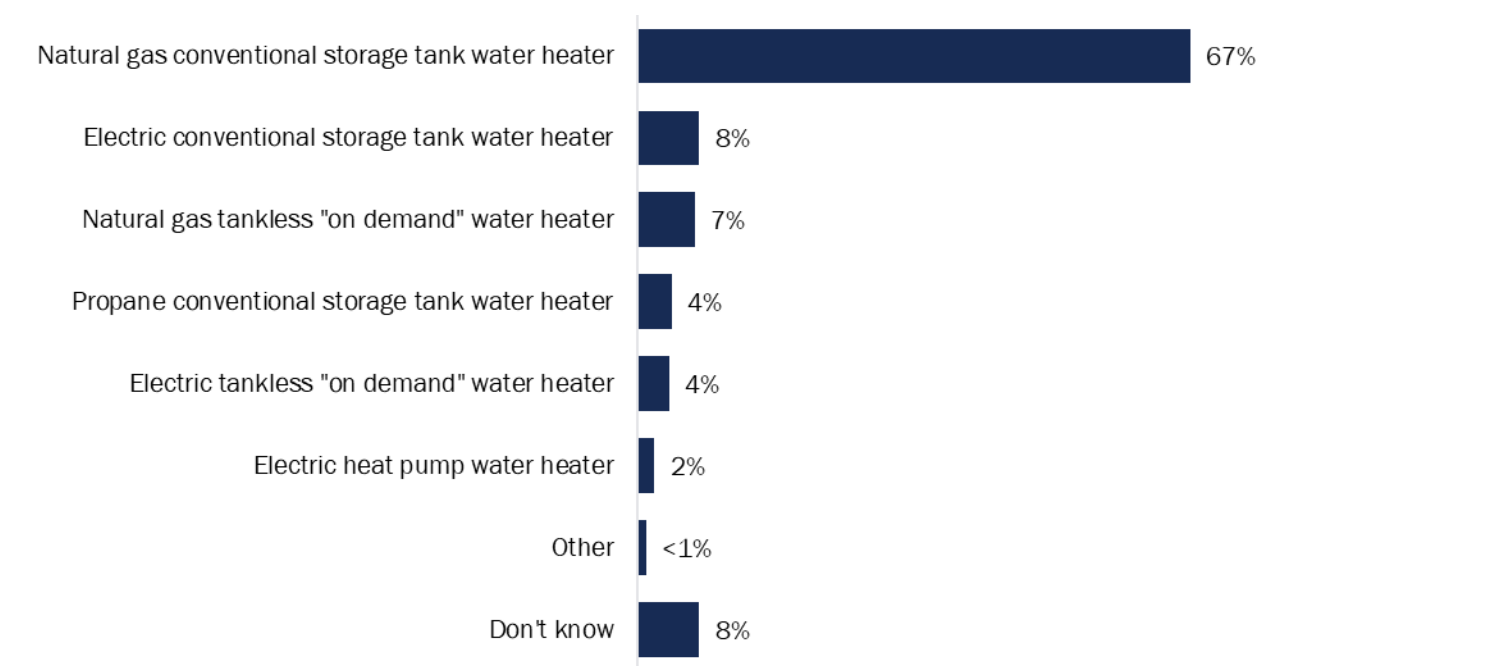 Natural gas conventional storage tank water heater 67%
Electric conventional storage tank water heater 8%
Natural gas tankless "on demand" water heater 7%
Propane conventional storage tank water heater 4%
Electric tankless "on demand" water heater 4%
Electric heat pump water heater 2%
Other <1%
Don't know 8%